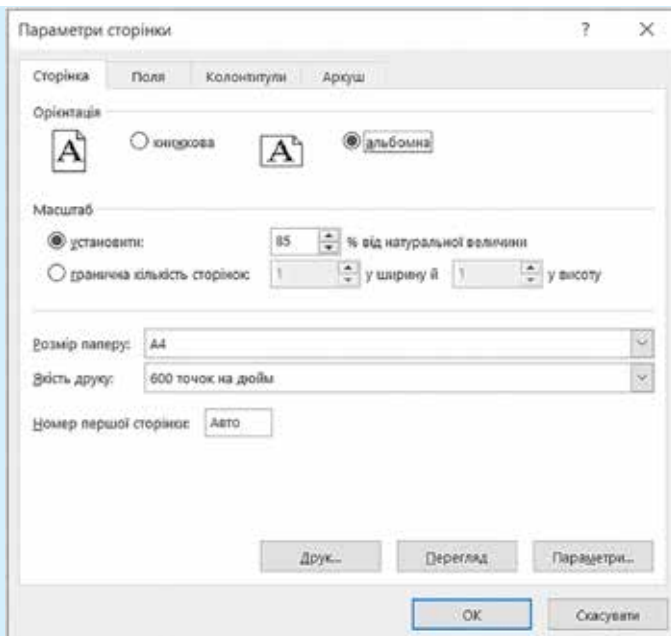 Параметри сторінки ? ×
Сторінка Поля Колонтитули Аркуш
Орієнтація
A книжкова A альбомна
Масштаб
установити: 85 % від натуральної величини
гранична кількість сторінок: 1 у ширину й 1 у висоту
Розмір паперу: A4
Якість друку: 600 точок на дюйм
Номер першої сторінки: Авто
Друк... Перегляд Параметри...
OK Скасувати